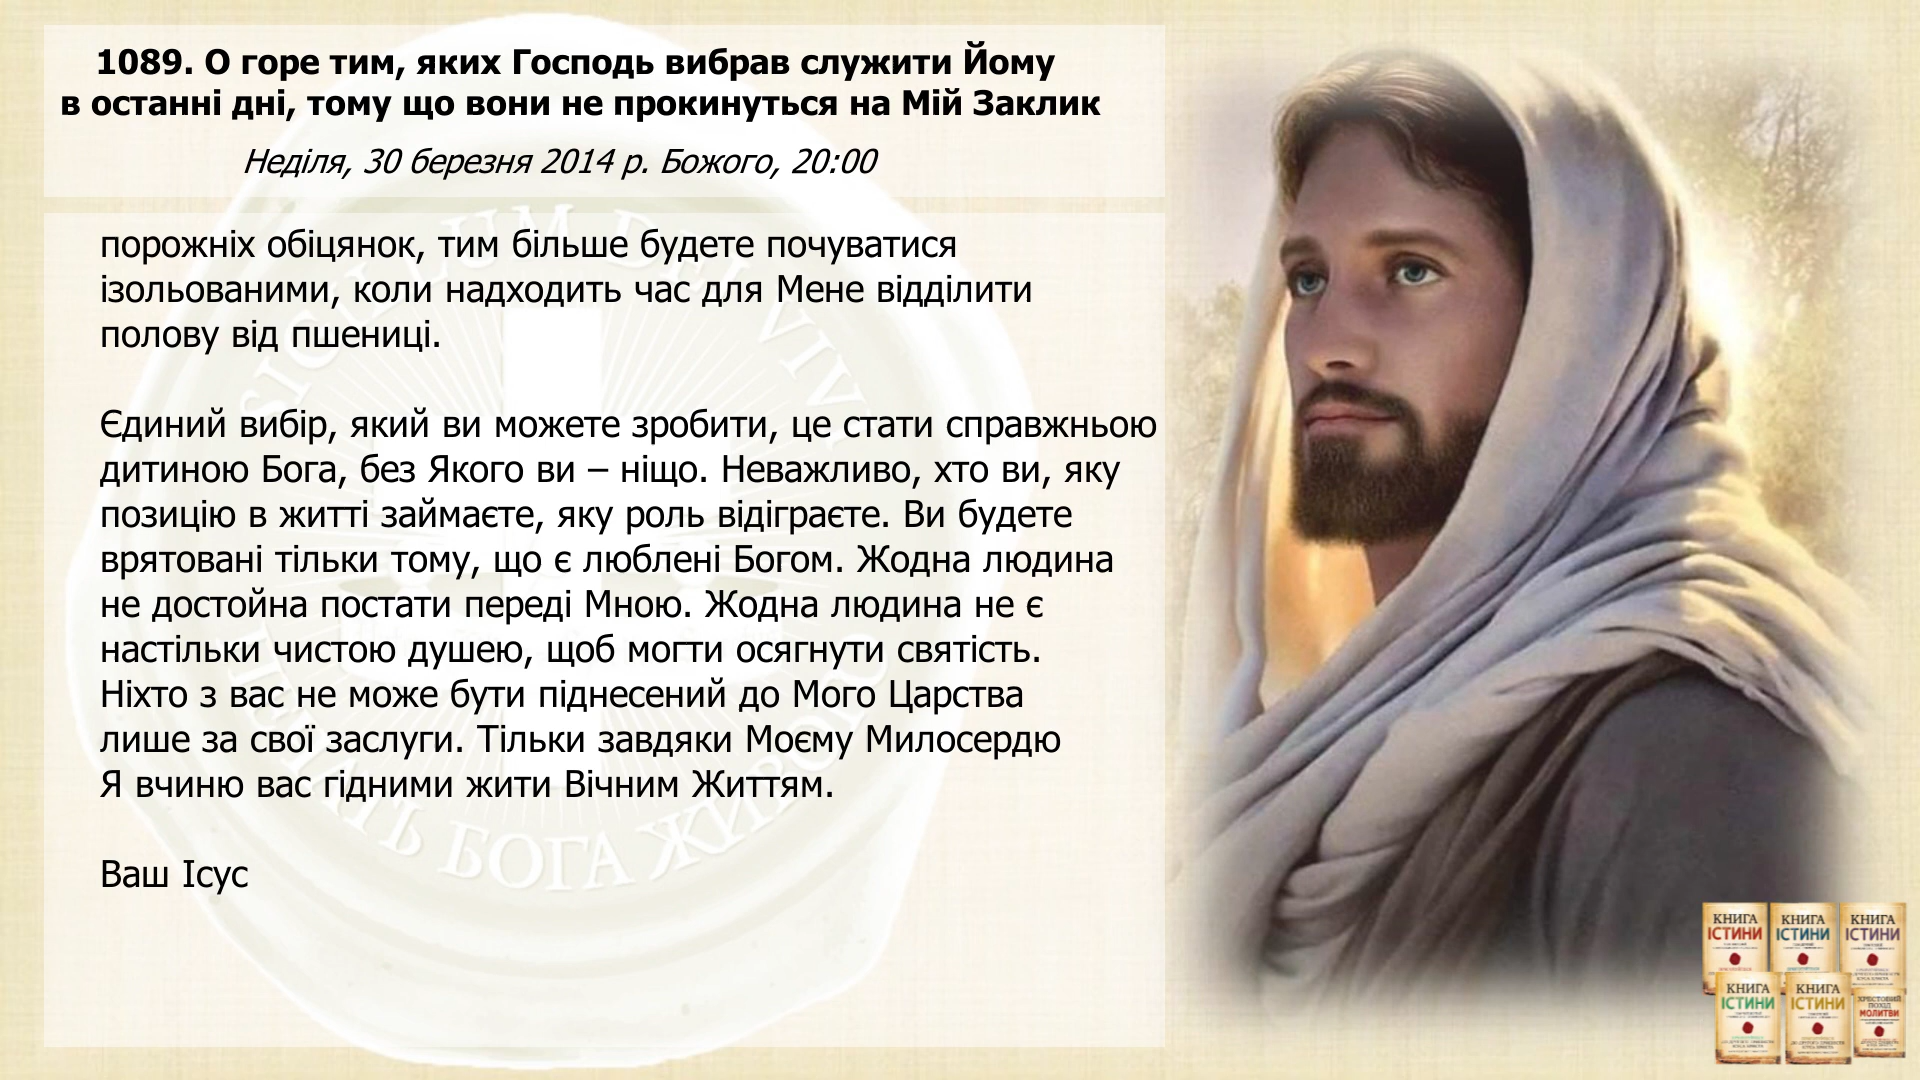 1089. О горе тим, яких Господь вибрав служити Йому
в останні дні, тому що вони не прокинуться на Мій Заклик
Неділя, 30 березня 2014 р. Божого, 20:00
порожніх обіцянок, тим більше будете почуватися
ізольованими, коли надходить час для Мене відділити
полову від пшениці.
Єдиний вибір, який ви можете зробити, це стати справжньою
дитиною Бога, без Якого ви – ніщо. Неважливо, хто ви, яку
позицію в житті займаєте, яку роль відіграєте. Ви будете
врятовані тільки тому, що є люблені Богом. Жодна людина
не достойна постати переді Мною. Жодна людина не є
настільки чистою душею, щоб могти осягнути святість.
Ніхто з вас не може бути піднесений до Мого Царства
лише за свої заслуги. Тільки завдяки Моєму Милосердю
Я вчиню вас гідними жити Вічним Життям.
Ваш Ісус
SIGILLUM DEI VIVI
ПЕЧАТЬ БОГА ЖИВОГО
КНИГА
ІСТИНИ
КНИГА
ІСТИНИ
КНИГА
ІСТИНИ
КНИГА
ІСТИНИ
КНИГА
ІСТИНИ
ХРЕСТОВИЙ
ПОХІД
МОЛИТВИ